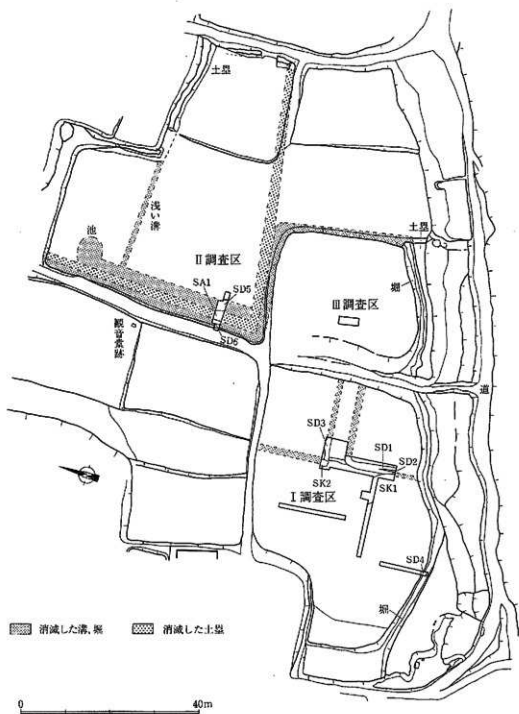 土塁
浅い溝
池
Ⅱ調査区
土塁
SA1
SD5
堀
Ⅲ調査区
SD6
観音堂跡
道
SD3
SD1
SD2
SK2
SK1
Ⅰ調査区
SD4
堀
消滅した溝,堀
消滅した土塁
0
40m